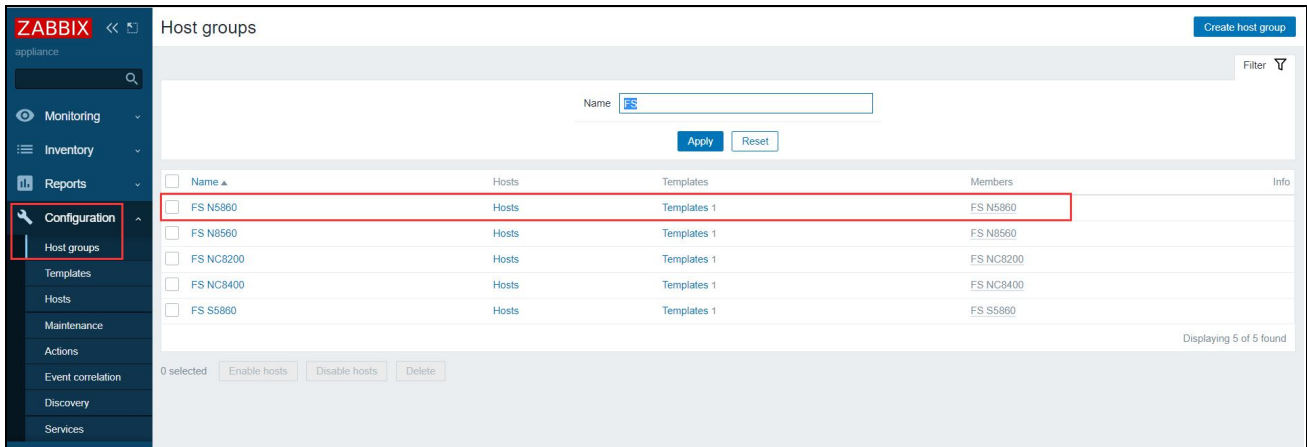 ZABBIX
appliance
Monitoring
Inventory
Reports
Configuration
Host groups
Templates
Hosts
Maintenance
Actions
Event correlation
Discovery
Services
Host groups
Create host group
Filter
Name FS
Apply Reset
Name Hosts Templates Members Info
FS N5860 Hosts Templates 1 FS N5860
FS N8560 Hosts Templates 1 FS N8560
FS NC8200 Hosts Templates 1 FS NC8200
FS NC8400 Hosts Templates 1 FS NC8400
FS S5860 Hosts Templates 1 FS S5860
Displaying 5 of 5 found
0 selected Enable hosts Disable hosts Delete